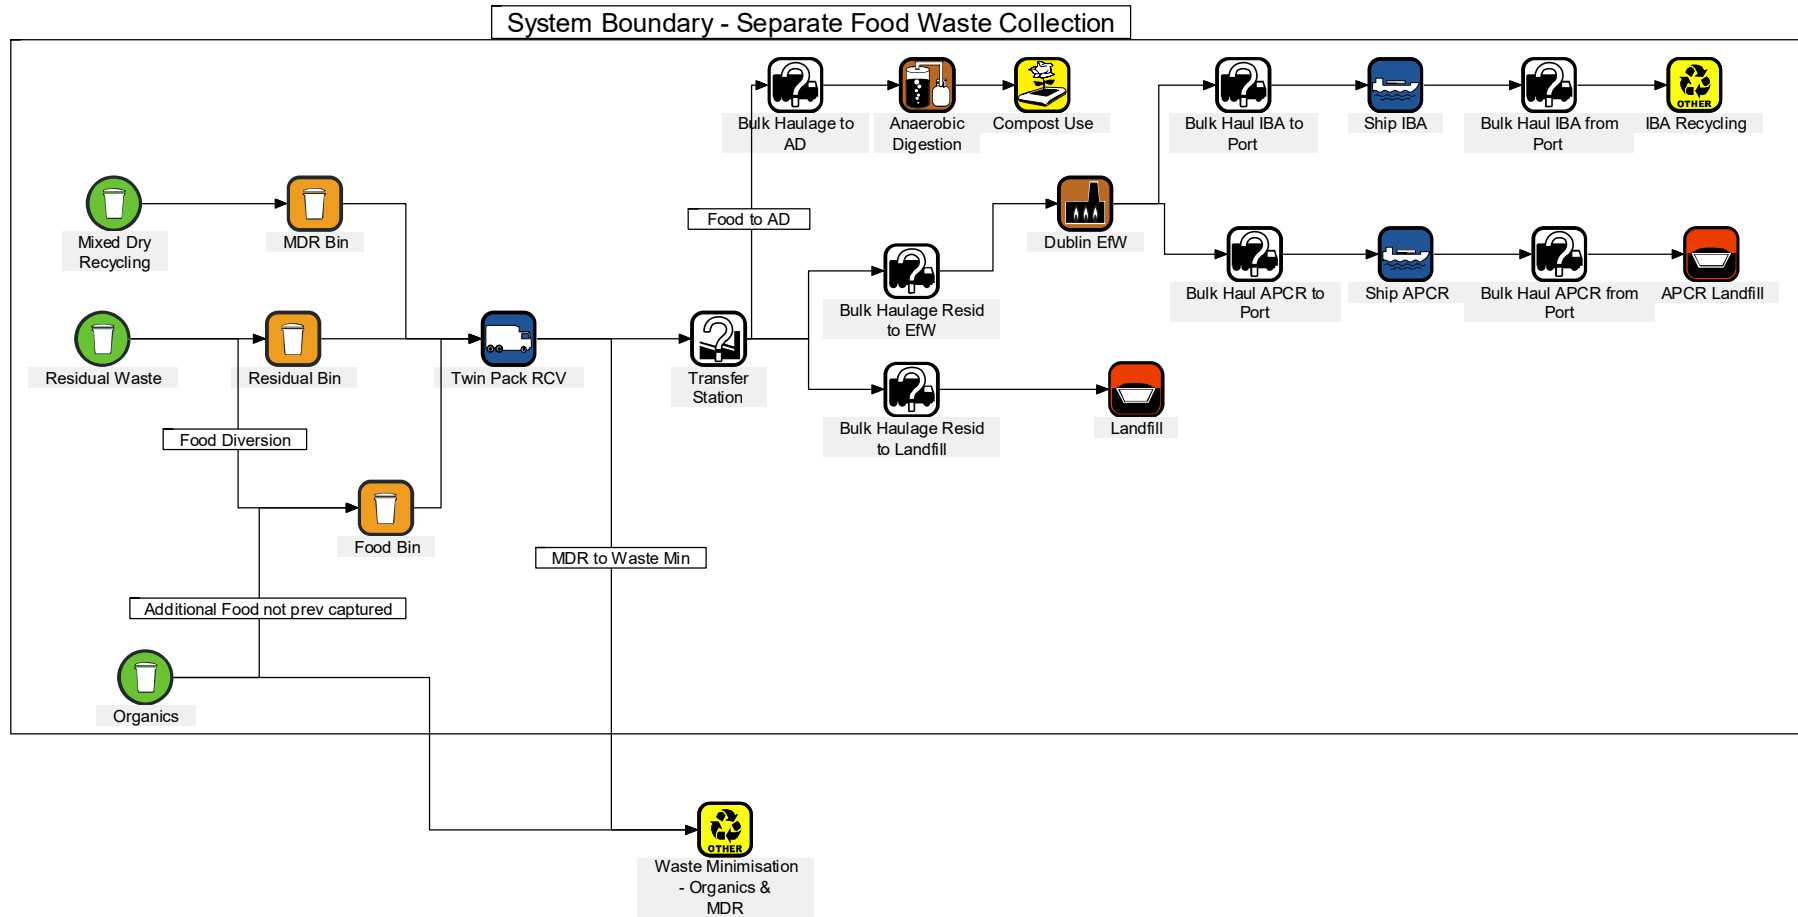 System Boundary - Separate Food Waste Collection
Bulk Haulage to
AD
Anaerobic
Digestion
Compost Use
Bulk Haul IBA to
Port
Ship IBA
Bulk Haul IBA from
Port
OTHER
IBA Recycling
Mixed Dry
Recycling
MDR Bin
Food to AD
Dublin EfW
Bulk Haulage Resid
to EfW
Bulk Haul APCR to
Port
Ship APCR
Bulk Haul APCR from
Port
APCR Landfill
Residual Waste
Residual Bin
Twin Pack RCV
Transfer
Station
Bulk Haulage Resid
to Landfill
Landfill
Food Diversion
Food Bin
MDR to Waste Min
Additional Food not prev captured
Organics
OTHER
Waste Minimisation
- Organics &
MDR